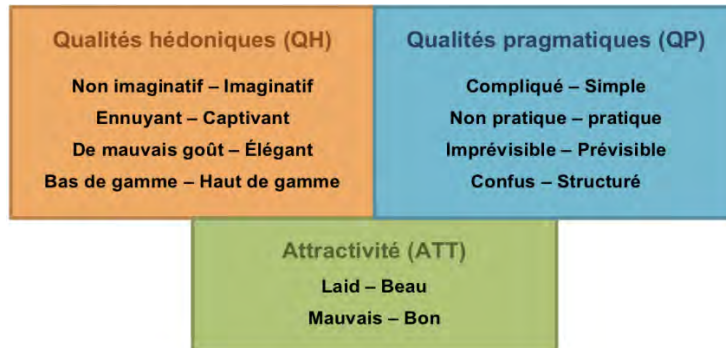 Qualités hédoniques (QH)
Non imaginatif – Imaginatif
Ennuyant – Captivant
De mauvais goût – Élégant
Bas de gamme – Haut de gamme
Qualités pragmatiques (QP)
Compliqué – Simple
Non pratique – pratique
Imprévisible – Prévisible
Confus – Structuré
Attractivité (ATT)
Laid – Beau
Mauvais – Bon